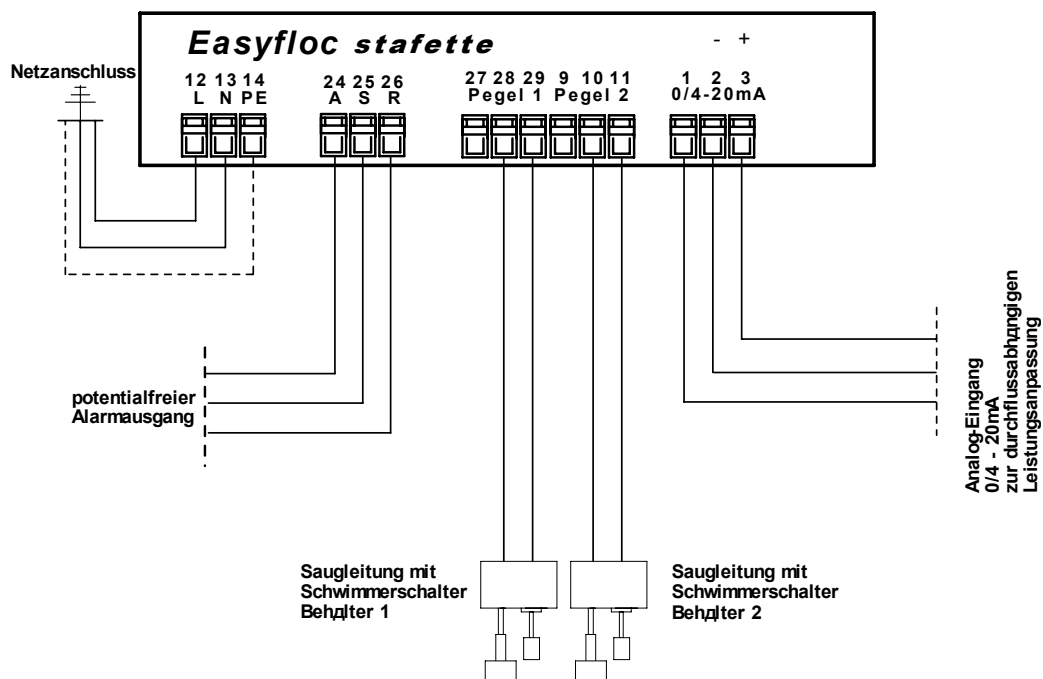 Easyfloc stafette
- +
Netzanschluss
12 13 14
L N PE
24 25 26
A S R
27 28 29 9 10 11
Pegel 1 Pegel 2
1 2 3
0/4-20mA
potentialfreier
Alarmausgang
Analog-Eingang
0/4 - 20mA
zur durchflussabhдngigen
Leistungsanpassung
Saugleitung mit
Schwimmerschalter
Behдlter 1
Saugleitung mit
Schwimmerschalter
Behдlter 2